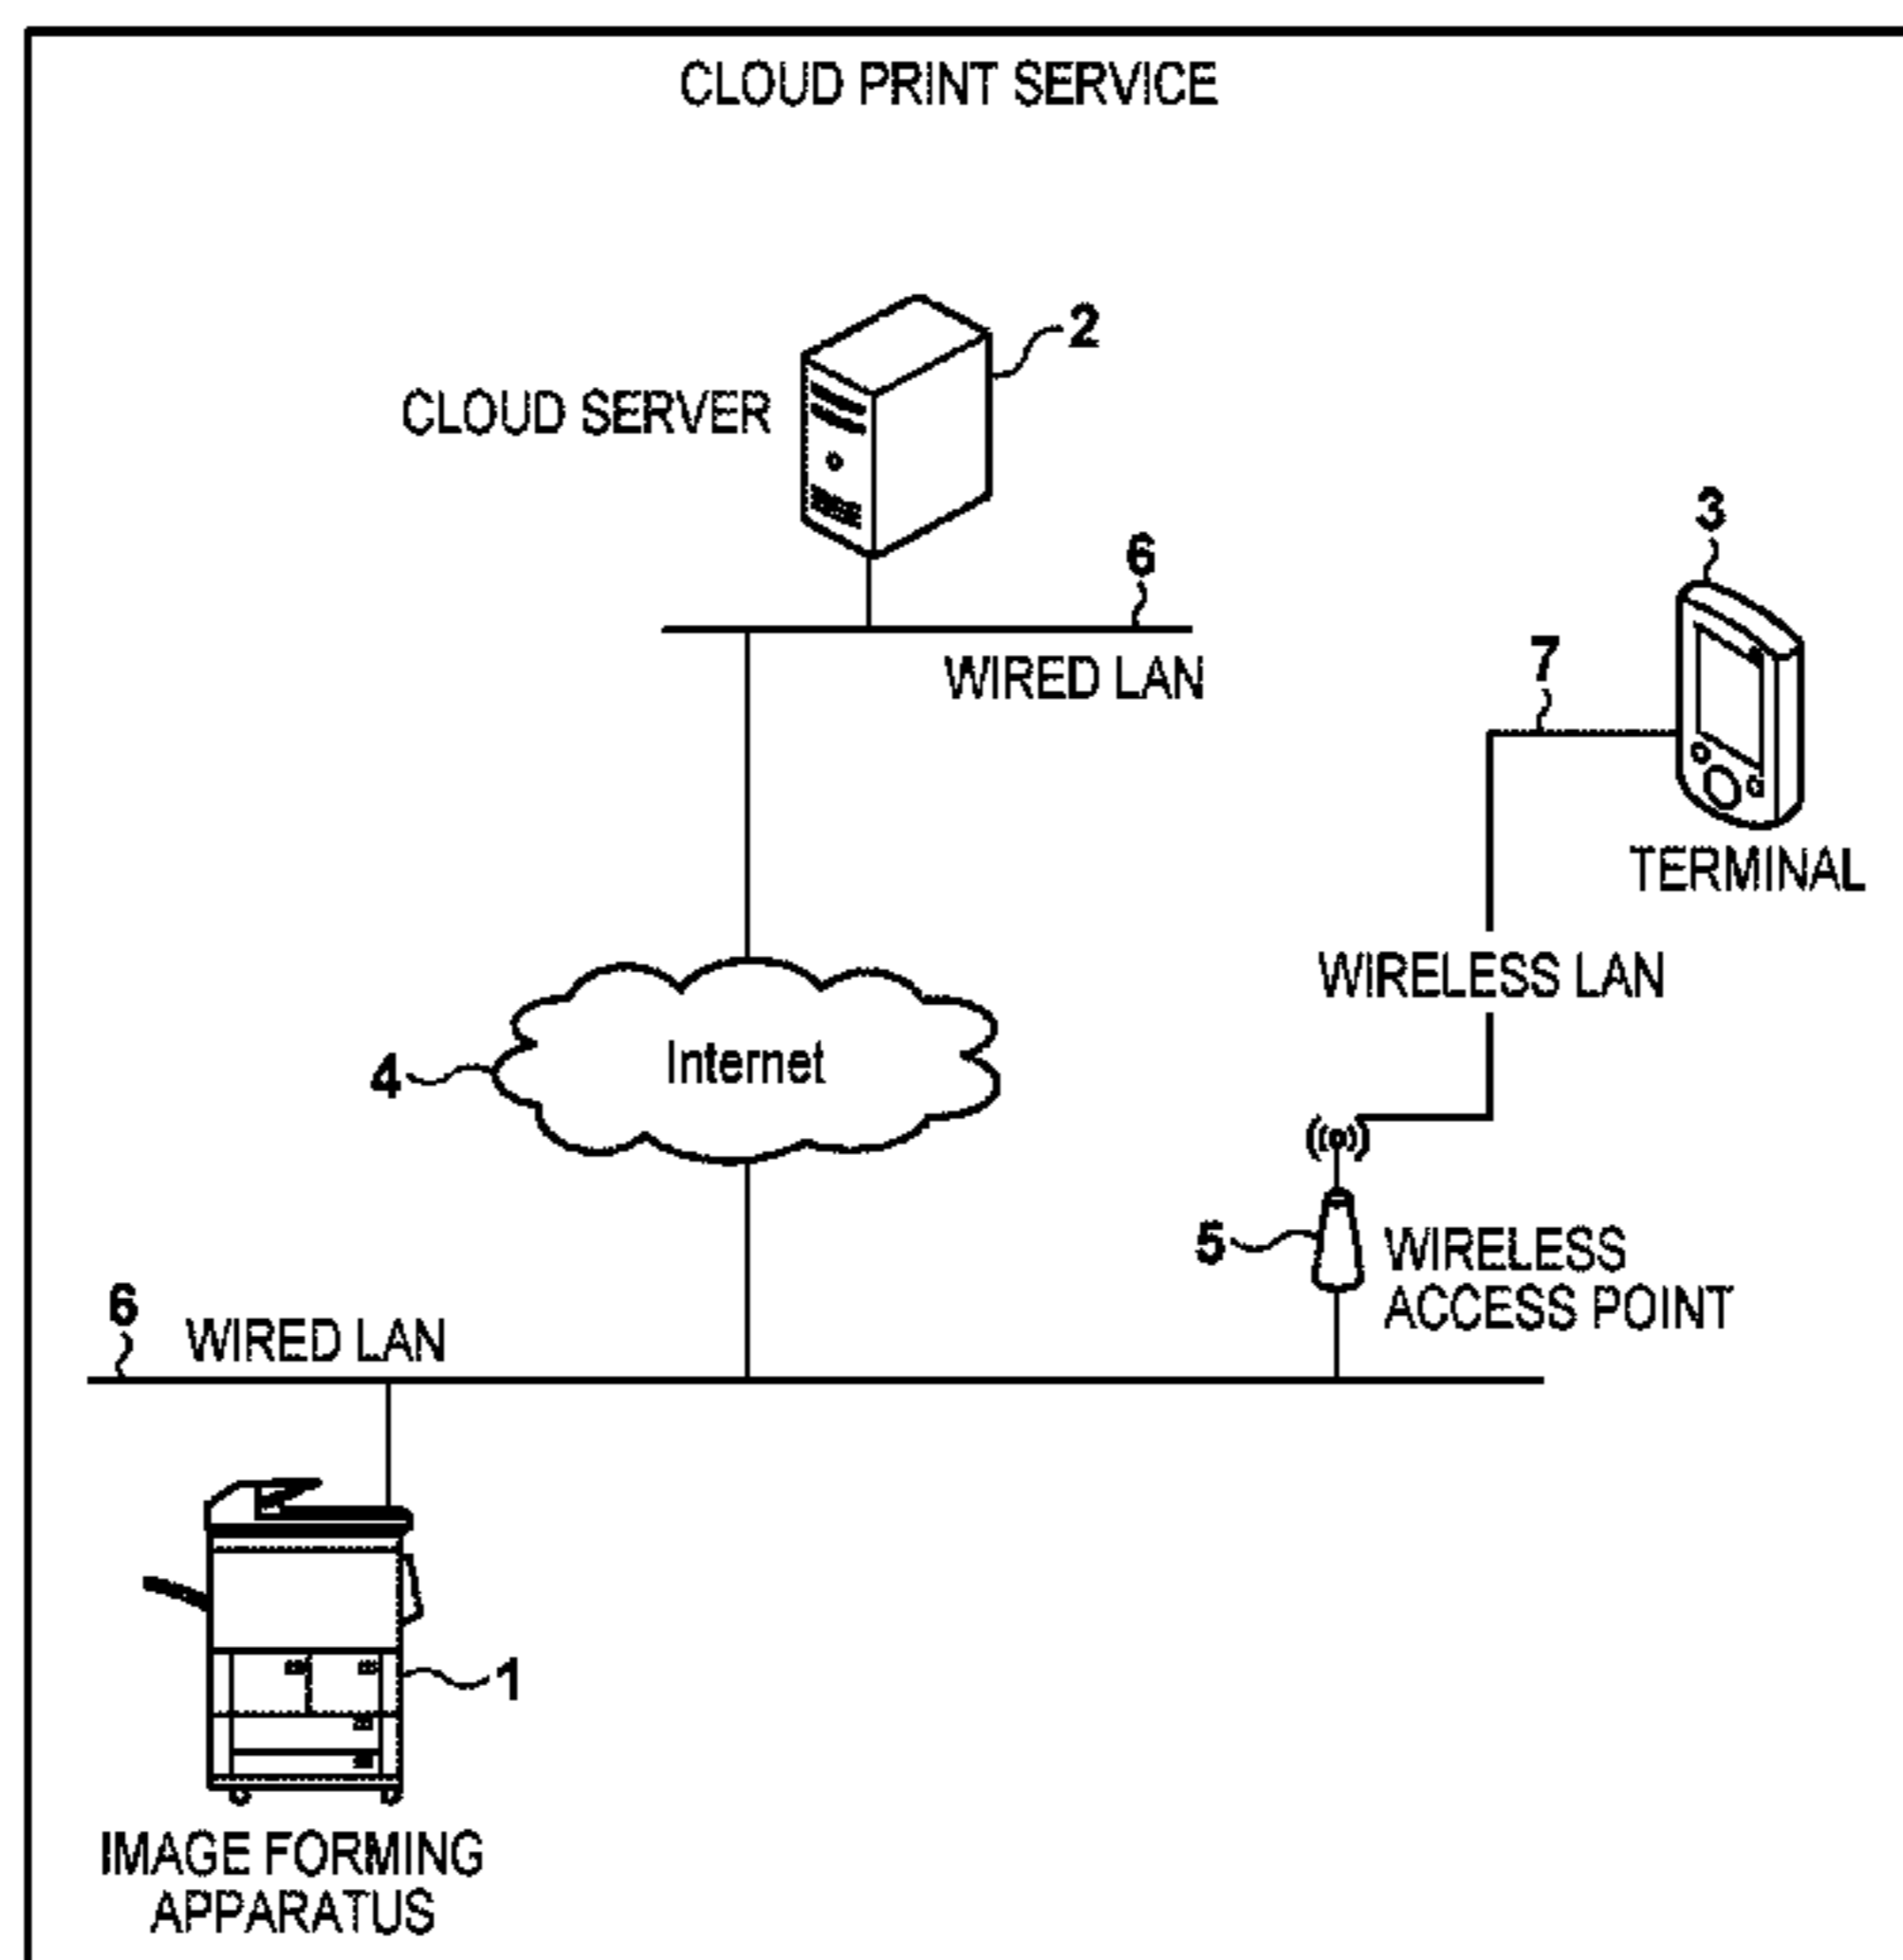 CLOUD PRINT SERVICE
2
CLOUD SERVER
3
6
WIRED LAN
7
TERMINAL
WIRELESS LAN
4
Internet
5
WIRELESS
ACCESS POINT
6
WIRED LAN
1
IMAGE FORMING
APPARATUS